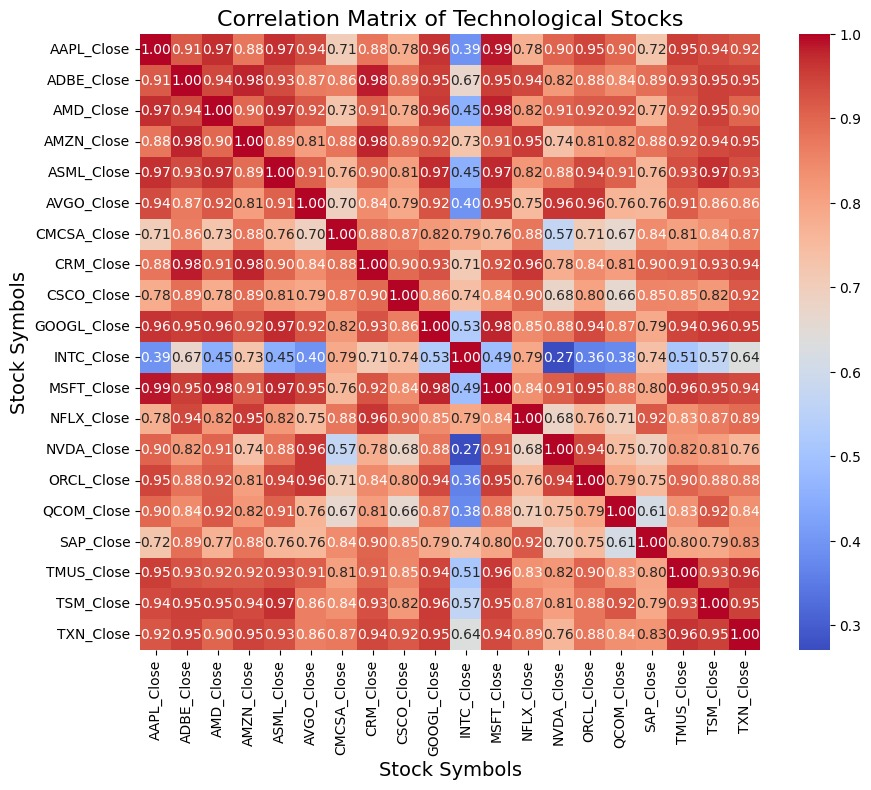 Correlation Matrix of Technological Stocks
Stock Symbols
AAPL_Close 1.00 0.91 0.97 0.88 0.97 0.94 0.71 0.88 0.78 0.96 0.39 0.99 0.78 0.90 0.95 0.90 0.72 0.95 0.94 0.92
ADBE_Close 0.91 1.00 0.94 0.98 0.93 0.87 0.86 0.98 0.89 0.95 0.67 0.95 0.94 0.82 0.88 0.84 0.89 0.93 0.95 0.95
AMD_Close 0.97 0.94 1.00 0.90 0.97 0.92 0.73 0.91 0.78 0.96 0.45 0.98 0.82 0.91 0.92 0.92 0.77 0.92 0.95 0.90
AMZN_Close 0.88 0.98 0.90 1.00 0.89 0.81 0.88 0.98 0.89 0.92 0.73 0.91 0.95 0.74 0.81 0.82 0.88 0.92 0.94 0.95
ASML_Close 0.97 0.93 0.97 0.89 1.00 0.91 0.76 0.90 0.81 0.97 0.45 0.97 0.82 0.88 0.94 0.91 0.76 0.93 0.97 0.93
AVGO_Close 0.94 0.87 0.92 0.81 0.91 1.00 0.70 0.84 0.79 0.92 0.40 0.95 0.75 0.96 0.96 0.76 0.76 0.91 0.86 0.86
CMCSA_Close 0.71 0.86 0.73 0.88 0.76 0.70 1.00 0.88 0.87 0.82 0.79 0.76 0.88 0.57 0.71 0.67 0.84 0.81 0.84 0.87
CRM_Close 0.88 0.98 0.91 0.98 0.90 0.84 0.88 1.00 0.90 0.93 0.71 0.92 0.96 0.78 0.84 0.81 0.90 0.91 0.93 0.94
CSCO_Close 0.78 0.89 0.78 0.89 0.81 0.79 0.87 0.90 1.00 0.86 0.74 0.84 0.90 0.68 0.80 0.66 0.85 0.85 0.82 0.92
GOOGL_Close 0.96 0.95 0.96 0.92 0.97 0.92 0.82 0.93 0.86 1.00 0.53 0.98 0.85 0.88 0.94 0.87 0.79 0.94 0.96 0.95
INTC_Close 0.39 0.67 0.45 0.73 0.45 0.40 0.79 0.71 0.74 0.53 1.00 0.49 0.79 0.27 0.36 0.38 0.74 0.51 0.57 0.64
MSFT_Close 0.99 0.95 0.98 0.91 0.97 0.95 0.76 0.92 0.84 0.98 0.49 1.00 0.84 0.91 0.95 0.88 0.80 0.96 0.95 0.94
NFLX_Close 0.78 0.94 0.82 0.95 0.82 0.75 0.88 0.96 0.90 0.85 0.79 0.84 1.00 0.68 0.76 0.71 0.92 0.83 0.87 0.89
NVDA_Close 0.90 0.82 0.91 0.74 0.88 0.96 0.57 0.78 0.68 0.88 0.27 0.91 0.68 1.00 0.94 0.75 0.70 0.82 0.81 0.76
ORCL_Close 0.95 0.88 0.92 0.81 0.94 0.96 0.71 0.84 0.80 0.94 0.36 0.95 0.76 0.94 1.00 0.79 0.75 0.90 0.88 0.88
QCOM_Close 0.90 0.84 0.92 0.82 0.91 0.76 0.67 0.81 0.66 0.87 0.38 0.88 0.71 0.75 0.79 1.00 0.61 0.83 0.92 0.84
SAP_Close 0.72 0.89 0.77 0.88 0.76 0.76 0.84 0.90 0.85 0.79 0.74 0.80 0.92 0.70 0.75 0.61 1.00 0.80 0.79 0.83
TMUS_Close 0.95 0.93 0.92 0.92 0.93 0.91 0.81 0.91 0.85 0.94 0.51 0.96 0.83 0.82 0.90 0.83 0.80 1.00 0.93 0.96
TSM_Close 0.94 0.95 0.95 0.94 0.97 0.86 0.84 0.93 0.82 0.96 0.57 0.95 0.87 0.81 0.88 0.92 0.79 0.93 1.00 0.95
TXN_Close 0.92 0.95 0.90 0.95 0.93 0.86 0.87 0.94 0.92 0.95 0.64 0.94 0.89 0.76 0.88 0.84 0.83 0.96 0.95 1.00
AAPL_Close
ADBE_Close
AMD_Close
AMZN_Close
ASML_Close
AVGO_Close
CMCSA_Close
CRM_Close
CSCO_Close
GOOGL_Close
INTC_Close
MSFT_Close
NFLX_Close
NVDA_Close
ORCL_Close
QCOM_Close
SAP_Close
TMUS_Close
TSM_Close
TXN_Close
Stock Symbols
1.0
0.9
0.8
0.7
0.6
0.5
0.4
0.3